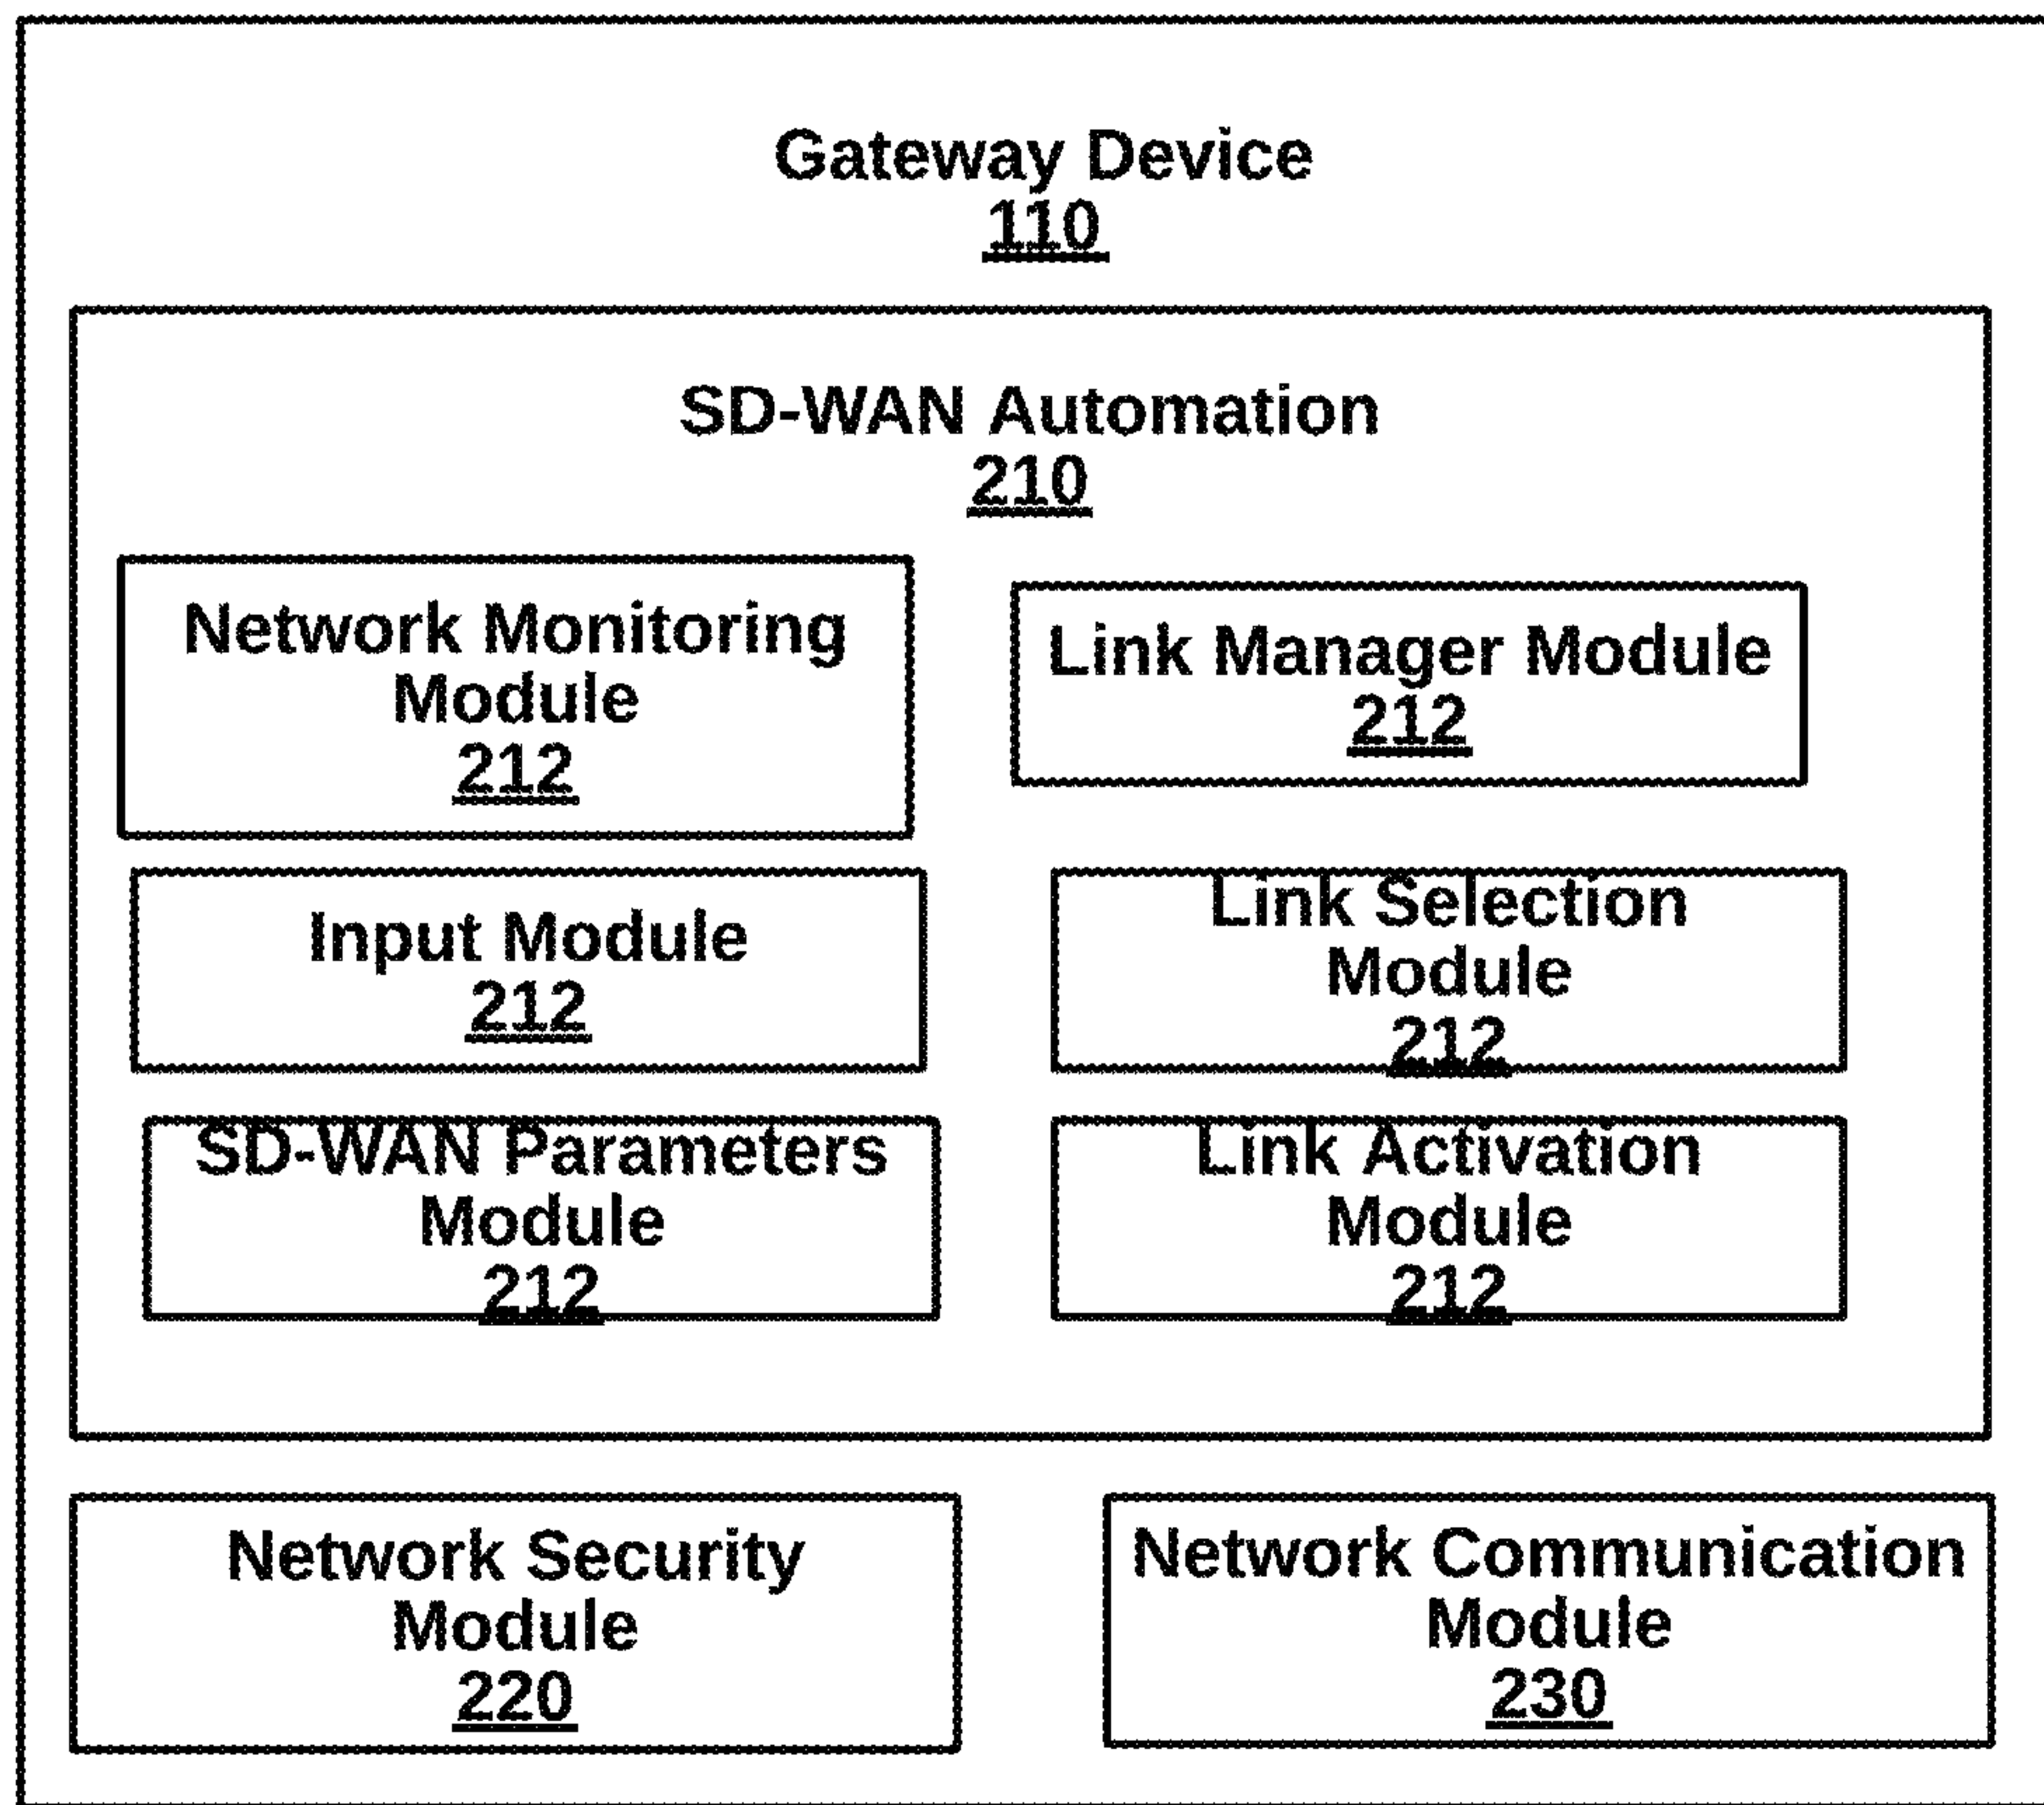 Gateway Device
110
SD-WAN Automation
210
Network Monitoring
Module
212
Link Manager Module
212
Input Module
212
Link Selection
Module
212
SD-WAN Parameters
Module
212
Link Activation
Module
212
Network Security
Module
220
Network Communication
Module
230